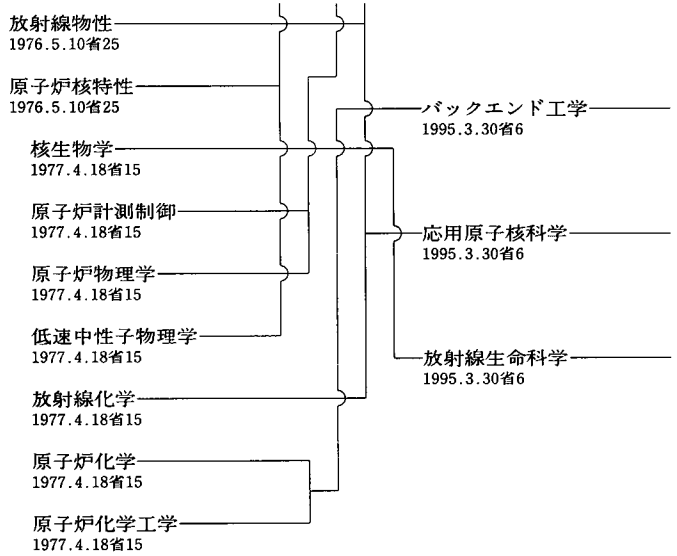 放射線物性
1976.5.10省25
原子炉核特性
1976.5.10省25
バックエンド工学
1995.3.30省6
核生物学
1977.4.18省15
原子炉計測制御
1977.4.18省15
応用原子核科学
1995.3.30省6
原子炉物理学
1977.4.18省15
低速中性子物理学
1977.4.18省15
放射線生命科学
1995.3.30省6
放射線化学
1977.4.18省15
原子炉化学
1977.4.18省15
原子炉化学工学
1977.4.18省15